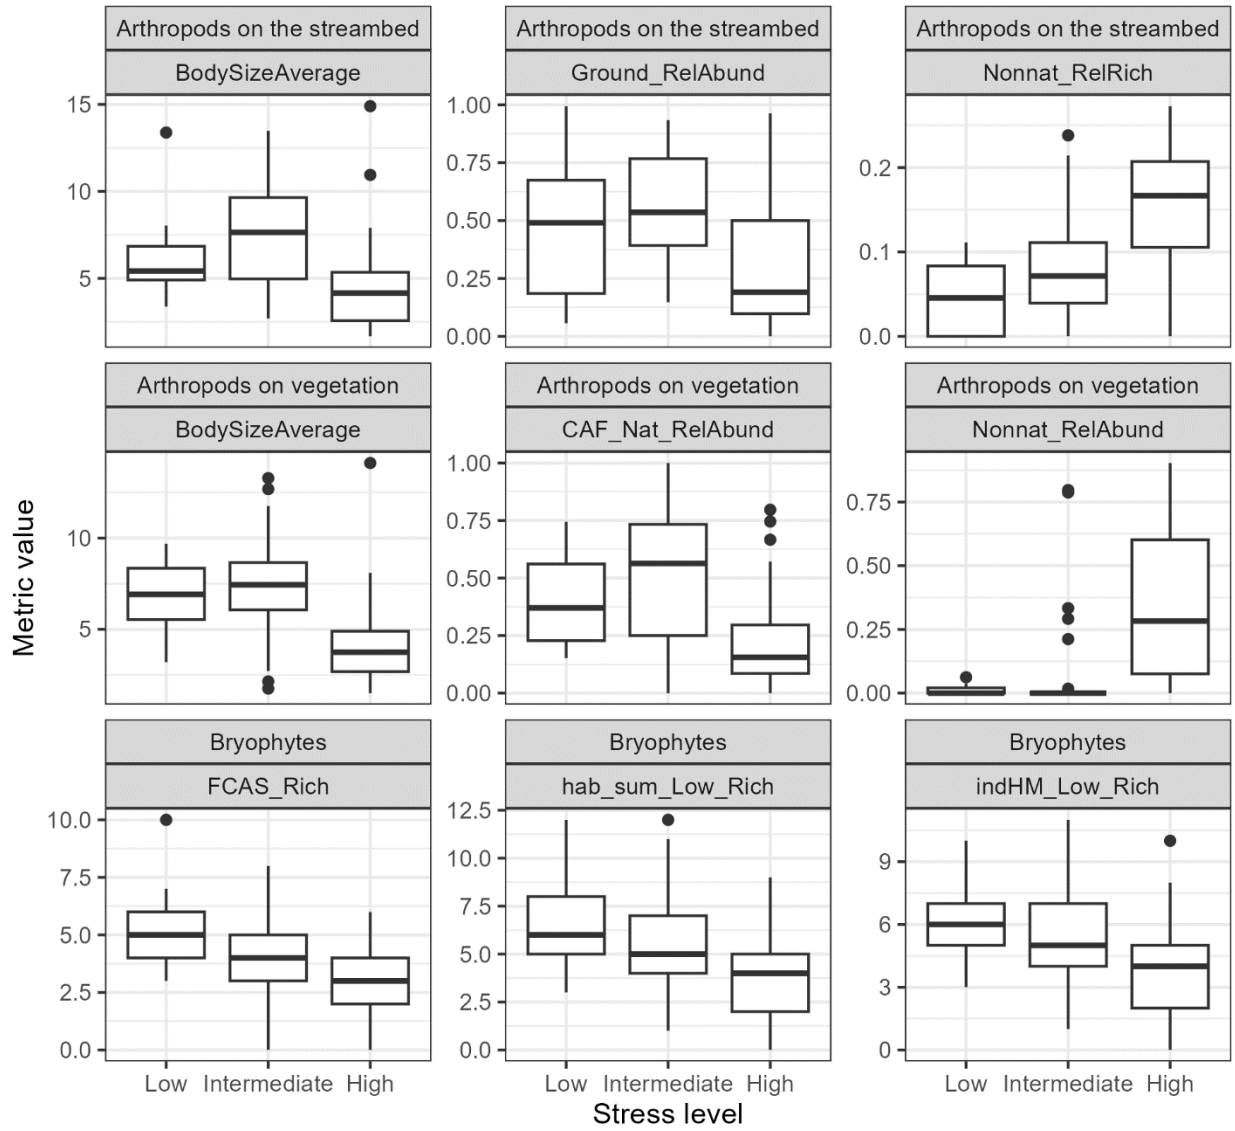 Arthropods on the streambed
Arthropods on the streambed
Arthropods on the streambed
BodySizeAverage
Ground_RelAbund
Nonnat_RelRich
15
10
5
1.00
0.75
0.50
0.25
0.00
0.2
0.1
0.0
Arthropods on vegetation
Arthropods on vegetation
Arthropods on vegetation
BodySizeAverage
CAF_Nat_RelAbund
Nonnat_RelAbund
10
5
1.00
0.75
0.50
0.25
0.00
0.75
0.50
0.25
0.00
Metric value
Bryophytes
Bryophytes
Bryophytes
FCAS_Rich
hab_sum_Low_Rich
indHM_Low_Rich
10.0
7.5
5.0
2.5
0.0
12.5
10.0
7.5
5.0
2.5
0.0
9
6
3
0
Low Intermediate High
Low Intermediate High
Low Intermediate High
Stress level